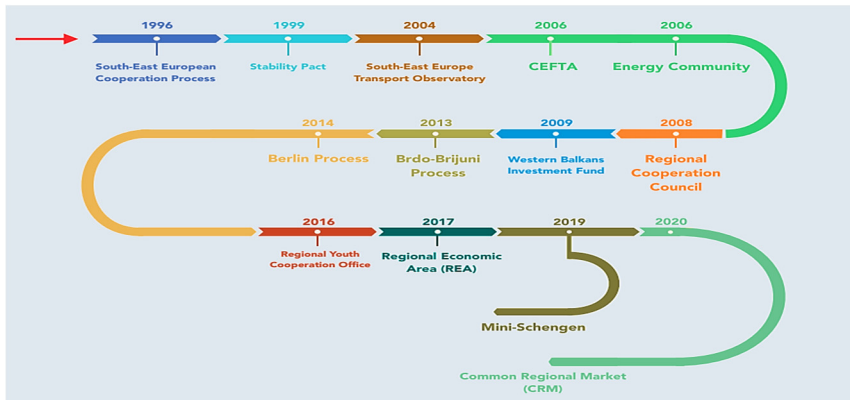 1996
South-East European
Cooperation Process
1999
Stability Pact
2004
South-East Europe
Transport Observatory
2006
CEFTA
2006
Energy Community
2008
Regional
Cooperation
Council
2009
Western Balkans
Investment Fund
2013
Brdo-Brijuni
Process
2014
Berlin Process
2016
Regional Youth
Cooperation Office
2017
Regional Economic
Area (REA)
2019
Mini-Schengen
2020
Common Regional Market
(CRM)